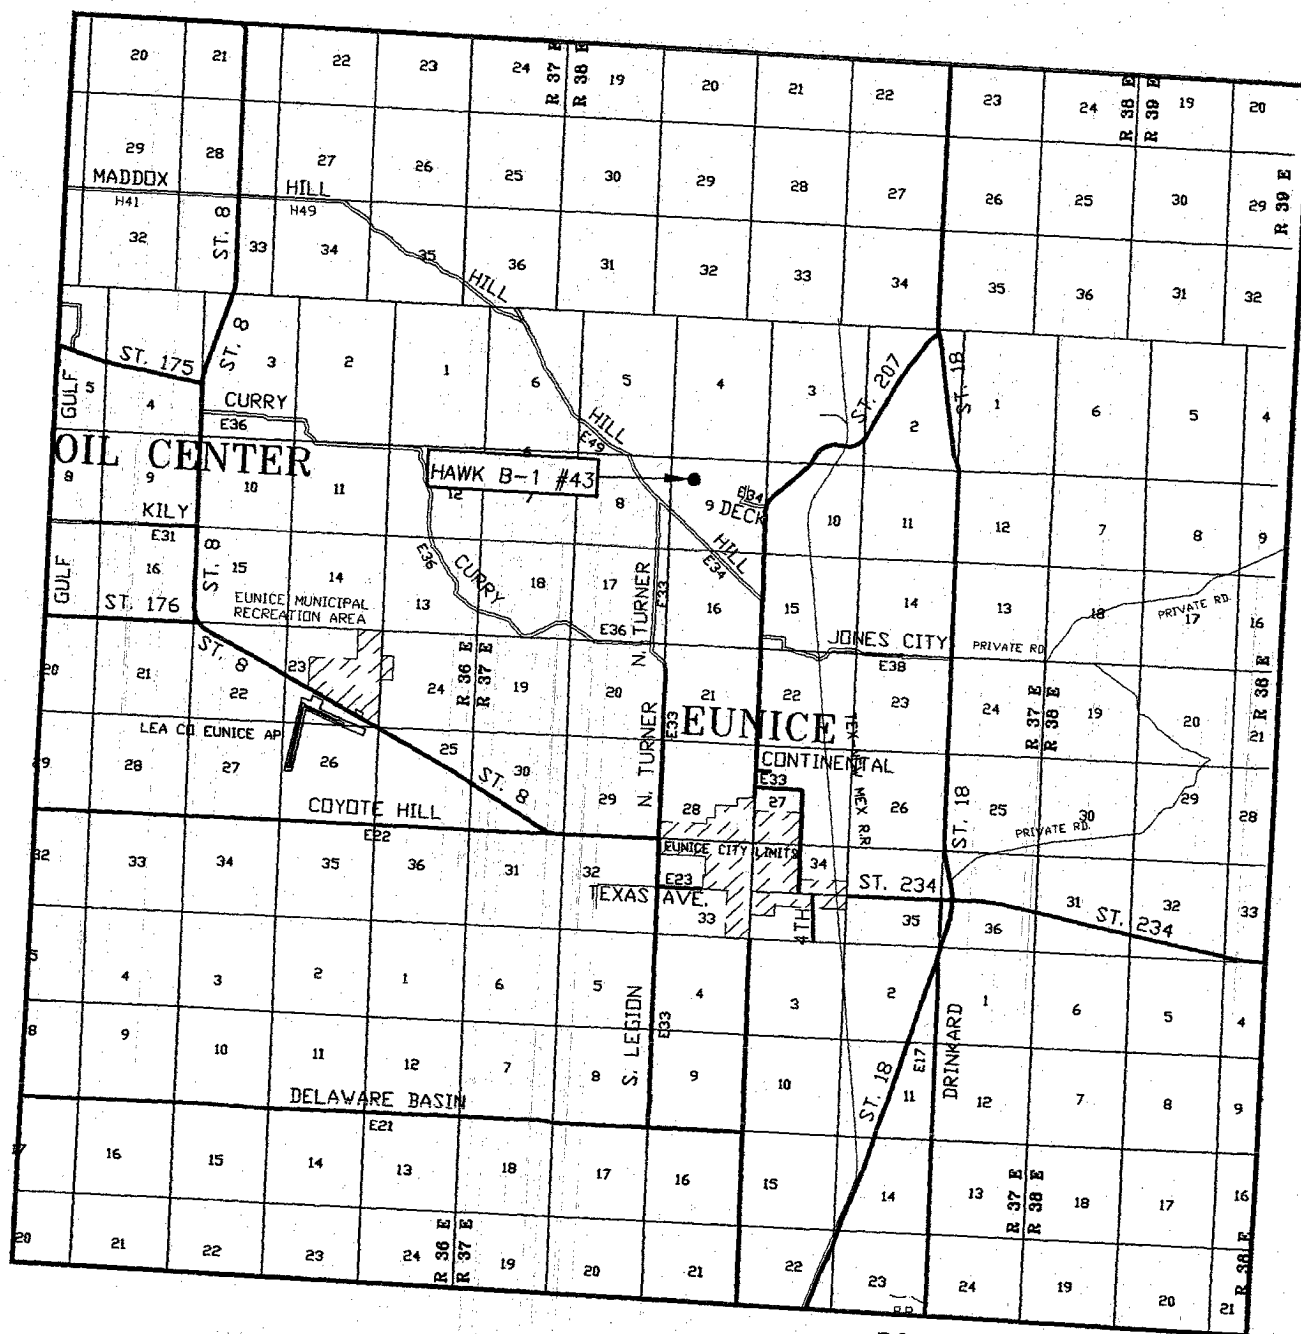 20 21 22 23 24 R 37 E R 38 E 19 20 21 22 23 24 R 38 E R 39 E 19 20
29 28 27 26 25 30 29 28 27 26 25 30 29 R 39 E
MADDOX HILL
H41 H49
32 ST. 8 33 34 35 36 31 32 33 34 35 36 31 32
HILL
ST. 175 ST. 8 3 2 1 6 5 4 3 ST. 207 2 ST. 18 1 6 5 4
GULF 5 4
CURRY
E36
HILL
E49
OIL CENTER
8 9 10 11 12 7 6 8 9 10 11 12 7 8 9
HAWK B-1 #43
E34
DECK
KILY
E31
HILL
E34
GULF 16 ST. 8 15 14 13 18 17 16 15 14 13 18 17 16
E36 CURRY
N. TURNER E33
EUNICE MUNICIPAL
RECREATION AREA
ST. 176
PRIVATE RD.
E36
JONES CITY PRIVATE RD.
E38
20 21 22 ST. 8 23 24 R 36 E R 37 E 19 20 21 22 23 24 R 37 E R 38 E 19 20 21 R 38 E
N. TURNER E33
EUNICE
LEA CO EUNICE AP
CONTINENTAL
E33
29 28 27 26 25 30 29 28 27 26 25 30 29 28
ST. 8
MEX R.R.
ST. 18
COYOTE HILL
E22
PRIVATE RD.
EUNICE CITY LIMITS
32 33 34 35 36 31 32 33 34 35 36 31 32 33
E23
TEXAS AVE.
ST. 234
ST. 234
4TH
5 4 3 2 1 6 5 4 3 2 1 6 5 4
S. LEGION E33
DRINKARD
8 9 10 11 12 7 8 9 10 11 12 7 8 9
E17
ST. 18
DELAWARE BASIN
E21
17 16 15 14 13 18 17 16 15 14 13 R 37 E R 38 E 18 17 16
20 21 22 23 24 R 36 E R 37 E 19 20 21 22 23 24 19 20 21 R 38 E
R.R.